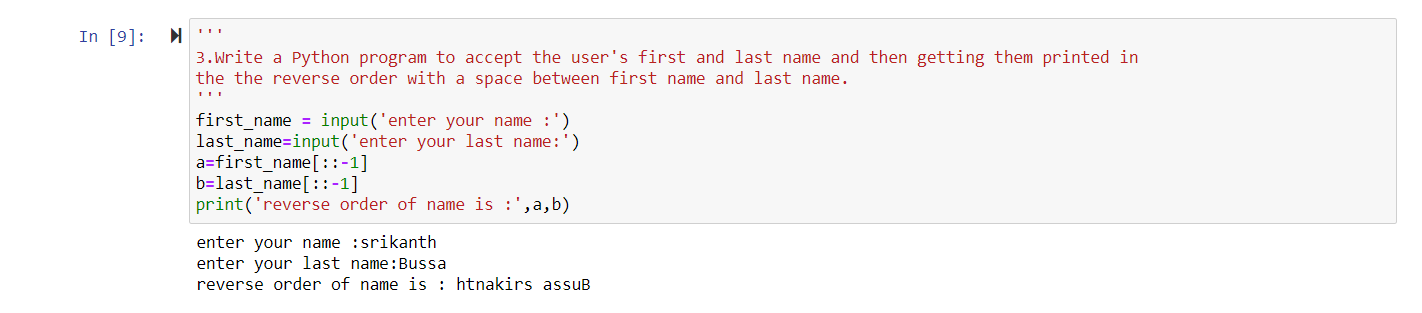 In [9]:
'''
3.Write a Python program to accept the user's first and last name and then getting them printed in
the the reverse order with a space between first name and last name.
'''
first_name = input('enter your name :')
last_name=input('enter your last name:')
a=first_name[::-1]
b=last_name[::-1]
print('reverse order of name is :',a,b)
enter your name :srikanth
enter your last name:Bussa
reverse order of name is : htnakirs assuB